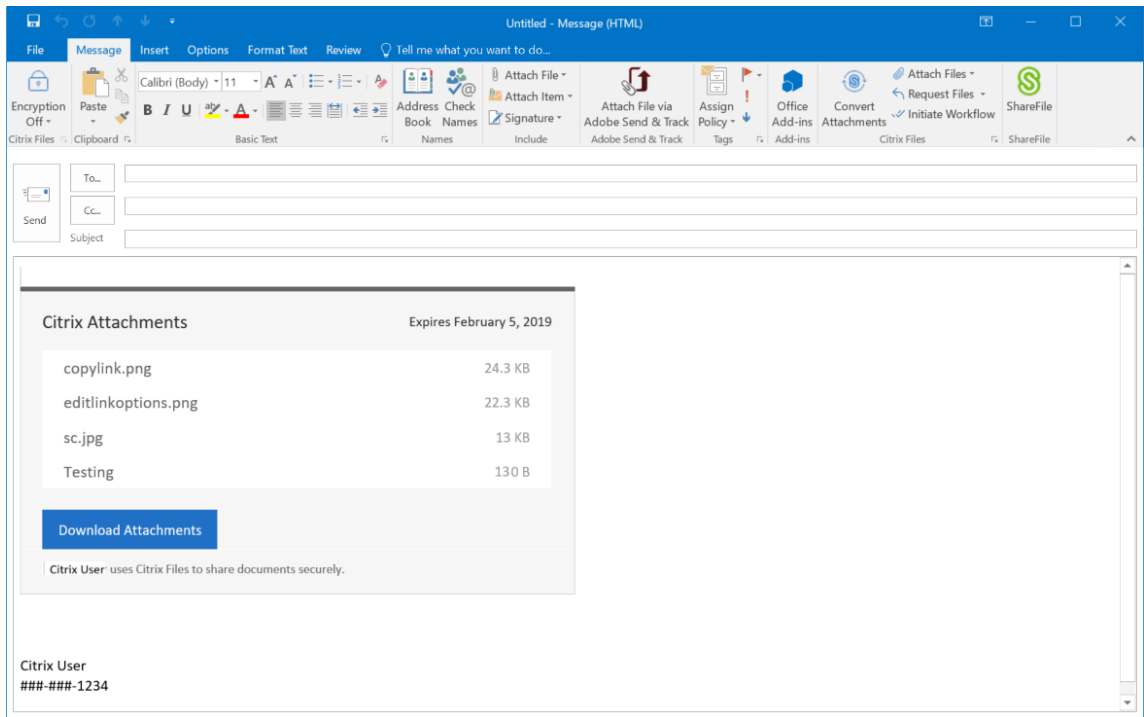 Untitled - Message (HTML)
File Message Insert Options Format Text Review Tell me what you want to do...
Encryption Off
Citrix Files
Paste
Clipboard
Calibri (Body) 11
B I U
Basic Text
Address Book
Check Names
Names
Attach File
Attach Item
Signature
Include
Attach File via Adobe Send & Track
Adobe Send & Track
Assign Policy
Tags
Office Add-ins
Add-ins
Convert Attachments
Attach Files
Request Files
Initiate Workflow
Citrix Files
ShareFile
ShareFile
Send
To...
Cc...
Subject
Citrix Attachments Expires February 5, 2019
copylink.png 24.3 KB
editlinkoptions.png 22.3 KB
sc.jpg 13 KB
Testing 130 B
Download Attachments
Citrix User uses Citrix Files to share documents securely.
Citrix User
###-###-1234